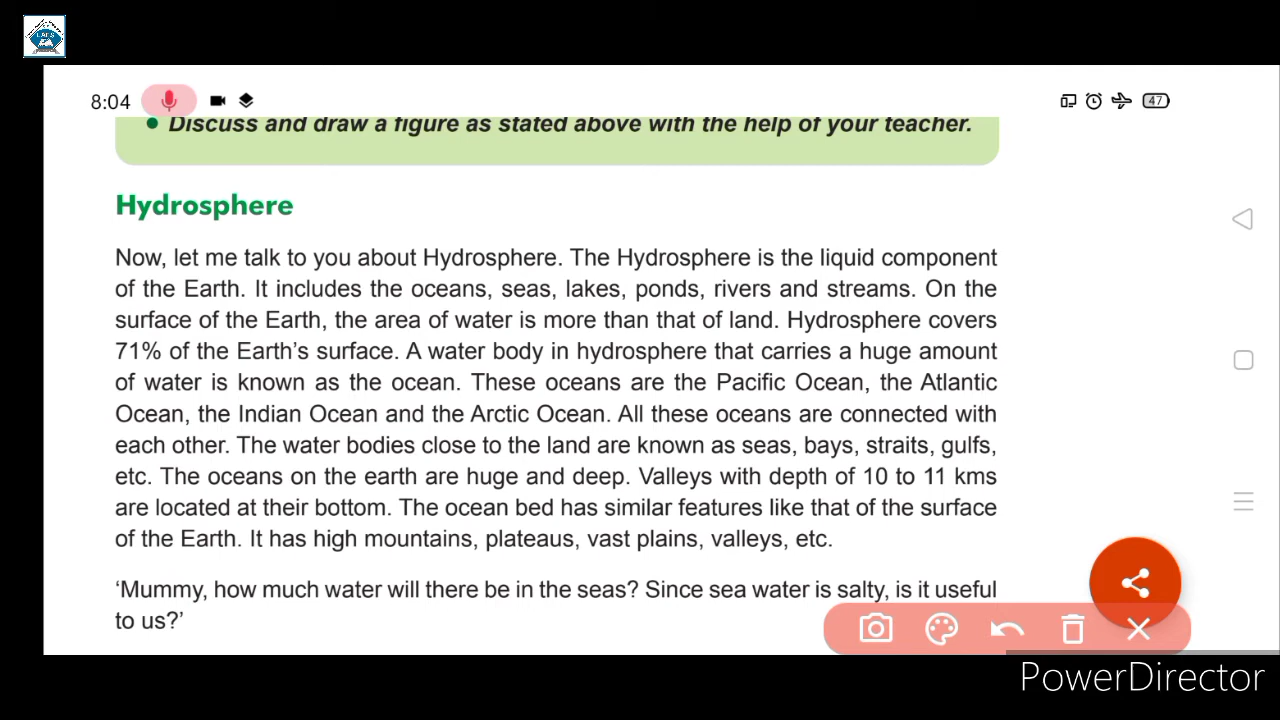 LAFS
8:04
47
• Discuss and draw a figure as stated above with the help of your teacher.
Hydrosphere
Now, let me talk to you about Hydrosphere. The Hydrosphere is the liquid component
of the Earth. It includes the oceans, seas, lakes, ponds, rivers and streams. On the
surface of the Earth, the area of water is more than that of land. Hydrosphere covers
71% of the Earth’s surface. A water body in hydrosphere that carries a huge amount
of water is known as the ocean. These oceans are the Pacific Ocean, the Atlantic
Ocean, the Indian Ocean and the Arctic Ocean. All these oceans are connected with
each other. The water bodies close to the land are known as seas, bays, straits, gulfs,
etc. The oceans on the earth are huge and deep. Valleys with depth of 10 to 11 kms
are located at their bottom. The ocean bed has similar features like that of the surface
of the Earth. It has high mountains, plateaus, vast plains, valleys, etc.
‘Mummy, how much water will there be in the seas? Since sea water is salty, is it useful
to us?’
PowerDirector